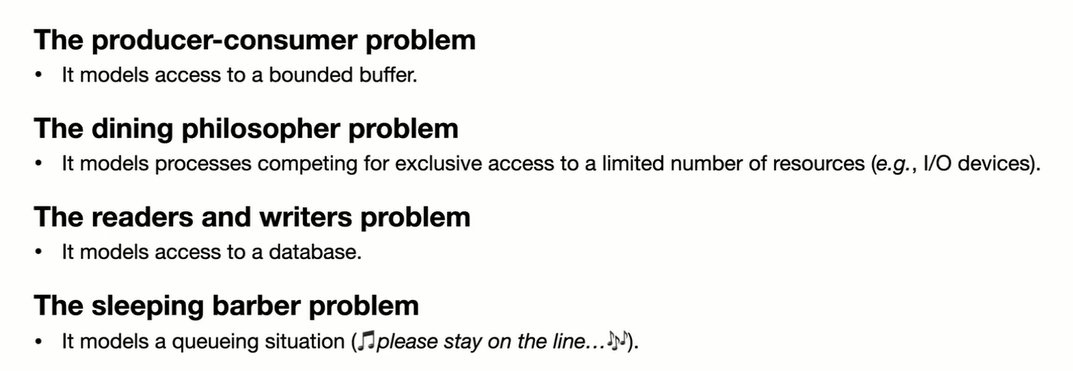 The producer-consumer problem
• It models access to a bounded buffer.
The dining philosopher problem
• It models processes competing for exclusive access to a limited number of resources (e.g., I/O devices).
The readers and writers problem
• It models access to a database.
The sleeping barber problem
• It models a queueing situation (🎵please stay on the line…🎶).